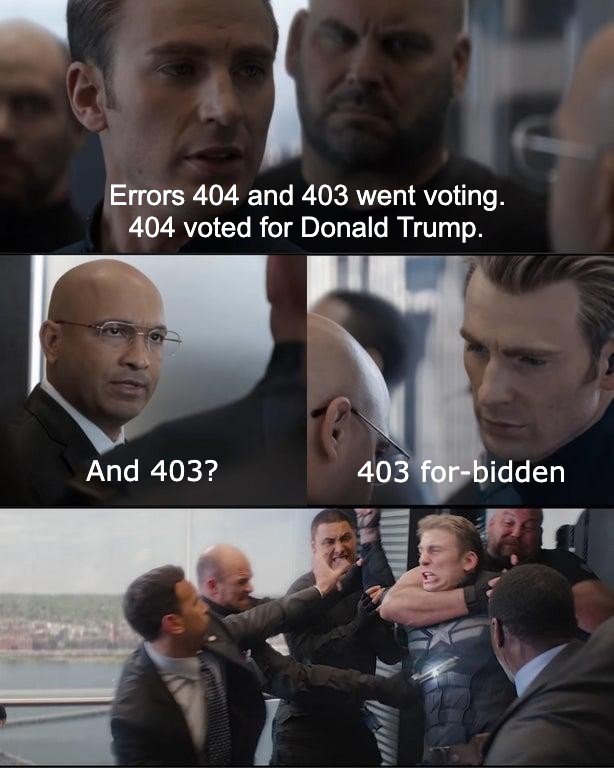 Errors 404 and 403 went voting.
404 voted for Donald Trump.
And 403?
403 for-bidden